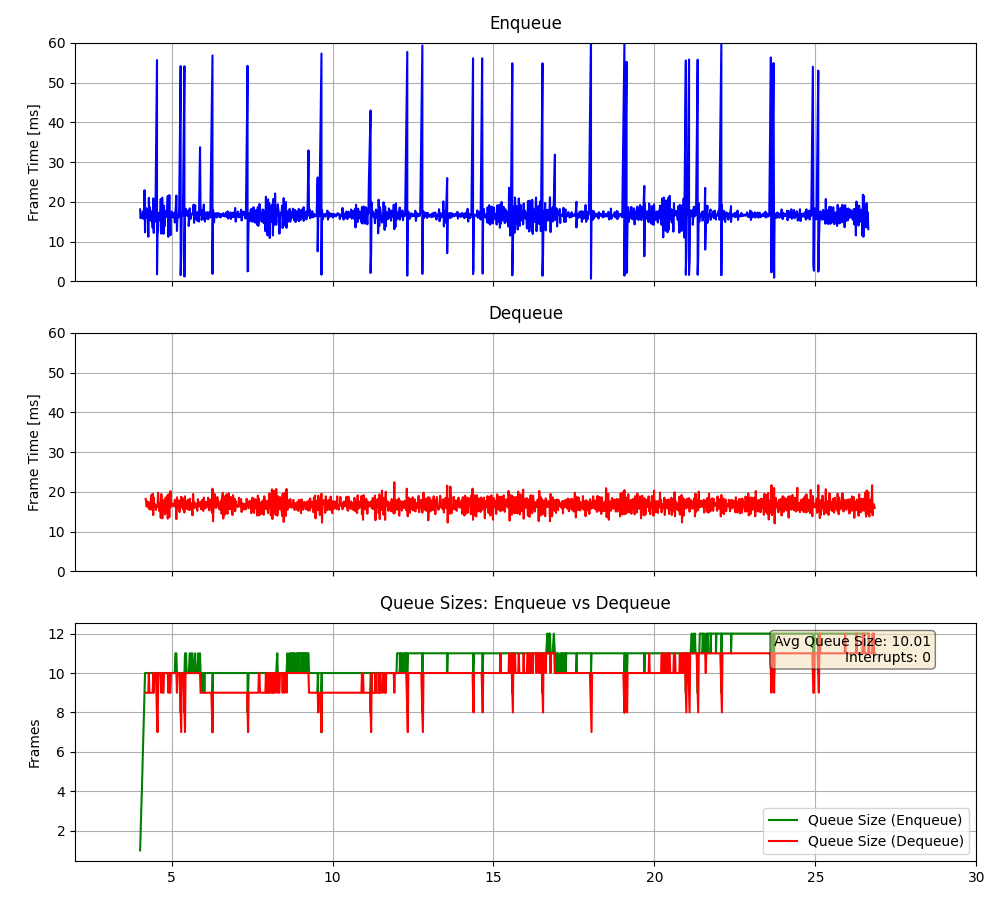 Enqueue
60
50
40
30
20
10
0
Frame Time [ms]
Dequeue
60
50
40
30
20
10
0
Frame Time [ms]
Queue Sizes: Enqueue vs Dequeue
12
10
8
6
4
2
Frames
Avg Queue Size: 10.01
Interrupts: 0
Queue Size (Enqueue)
Queue Size (Dequeue)
5
10
15
20
25
30